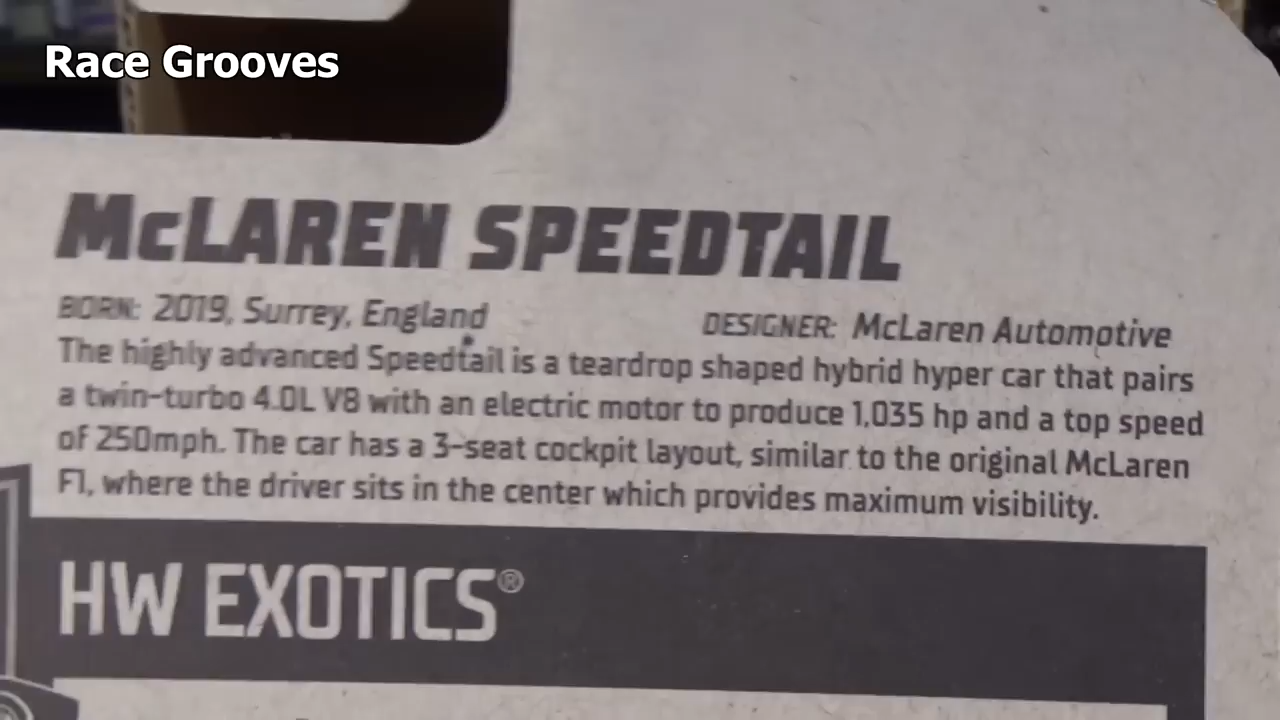 Race Grooves
McLAREN SPEEDTAIL
BORN: 2019, Surrey, England DESIGNER: McLaren Automotive
The highly advanced Speedtail is a teardrop shaped hybrid hyper car that pairs
a twin-turbo 4.0L V8 with an electric motor to produce 1,035 hp and a top speed
of 250mph. The car has a 3-seat cockpit layout, similar to the original McLaren
F1, where the driver sits in the center which provides maximum visibility.
HW EXOTICS®